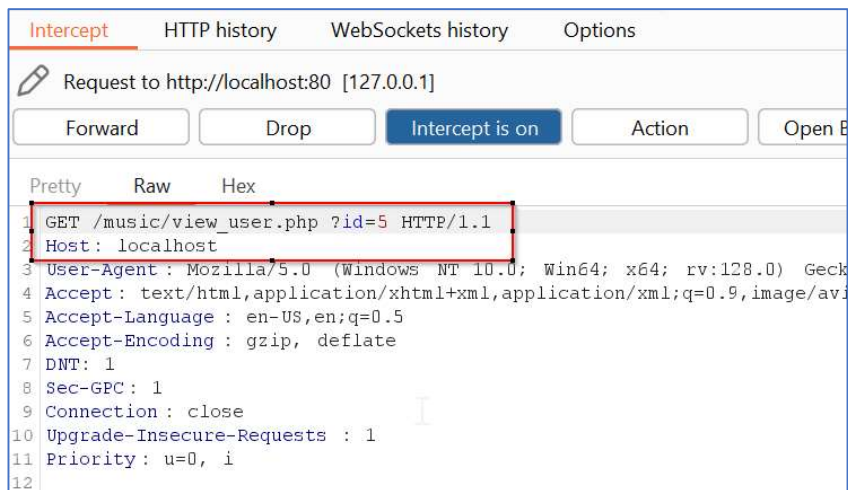 Intercept HTTP history WebSockets history Options
Request to http://localhost:80 [127.0.0.1]
Forward Drop Intercept is on Action Open
Pretty Raw Hex
1 GET /music/view_user.php ?id=5 HTTP/1.1
2 Host: localhost
3 User-Agent : Mozilla/5.0 (Windows NT 10.0; Win64; x64; rv:128.0) Geck
4 Accept : text/html,application/xhtml+xml,application/xml;q=0.9,image/avi
5 Accept-Language : en-US,en;q=0.5
6 Accept-Encoding : gzip, deflate
7 DNT: 1
8 Sec-GPC : 1
9 Connection : close
10 Upgrade-Insecure-Requests : 1
11 Priority : u=0, i
12